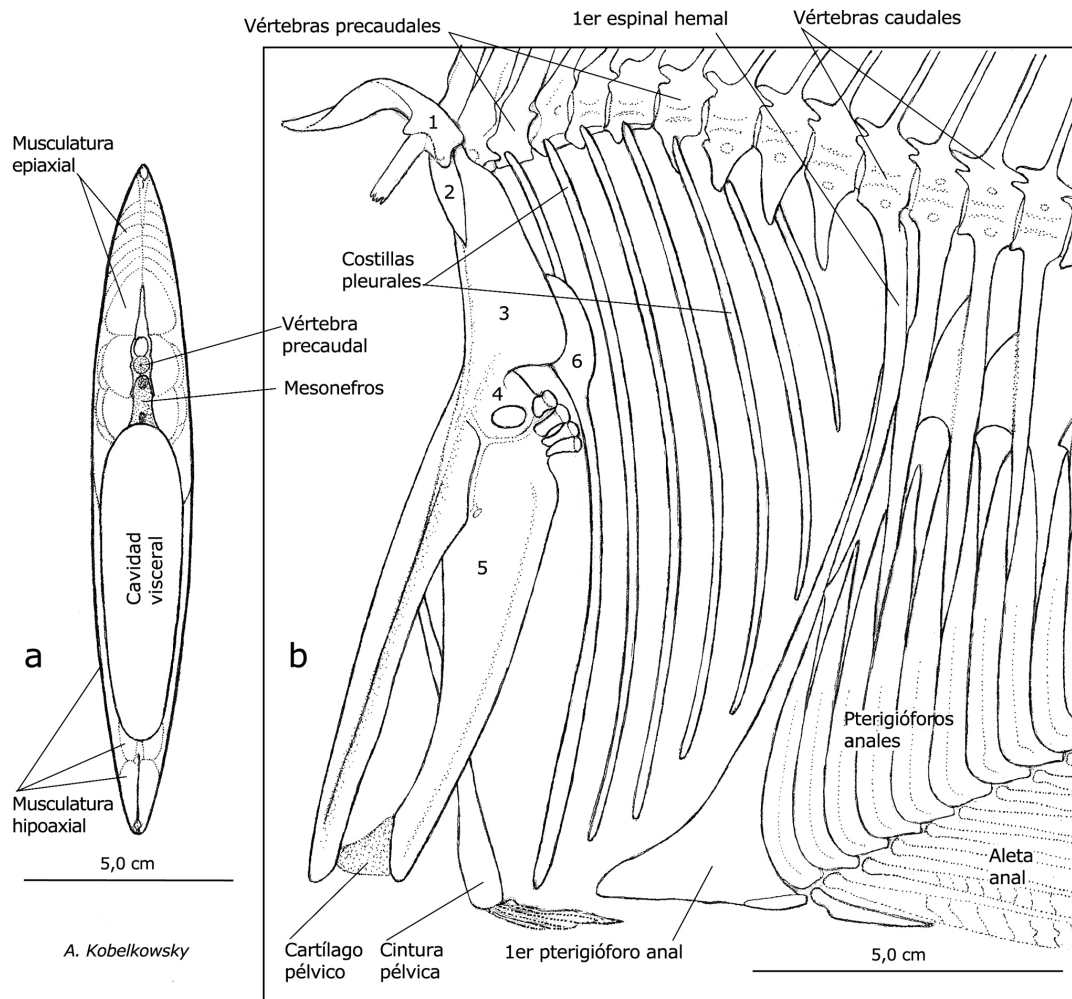 Vértebras precaudales
1er espinal hemal
Vértebras caudales
Musculatura
epiaxial
Vértebra
precaudal
Mesonefros
Cavidad
visceral
a
Musculatura
hipoaxial
5,0 cm
A. Kobelkowsky
1
2
Costillas
pleurales
3
6
4
5
b
Pterigióforos
anales
Aleta
anal
Cartílago
pélvico
Cintura
pélvica
1er pterigióforo anal
5,0 cm